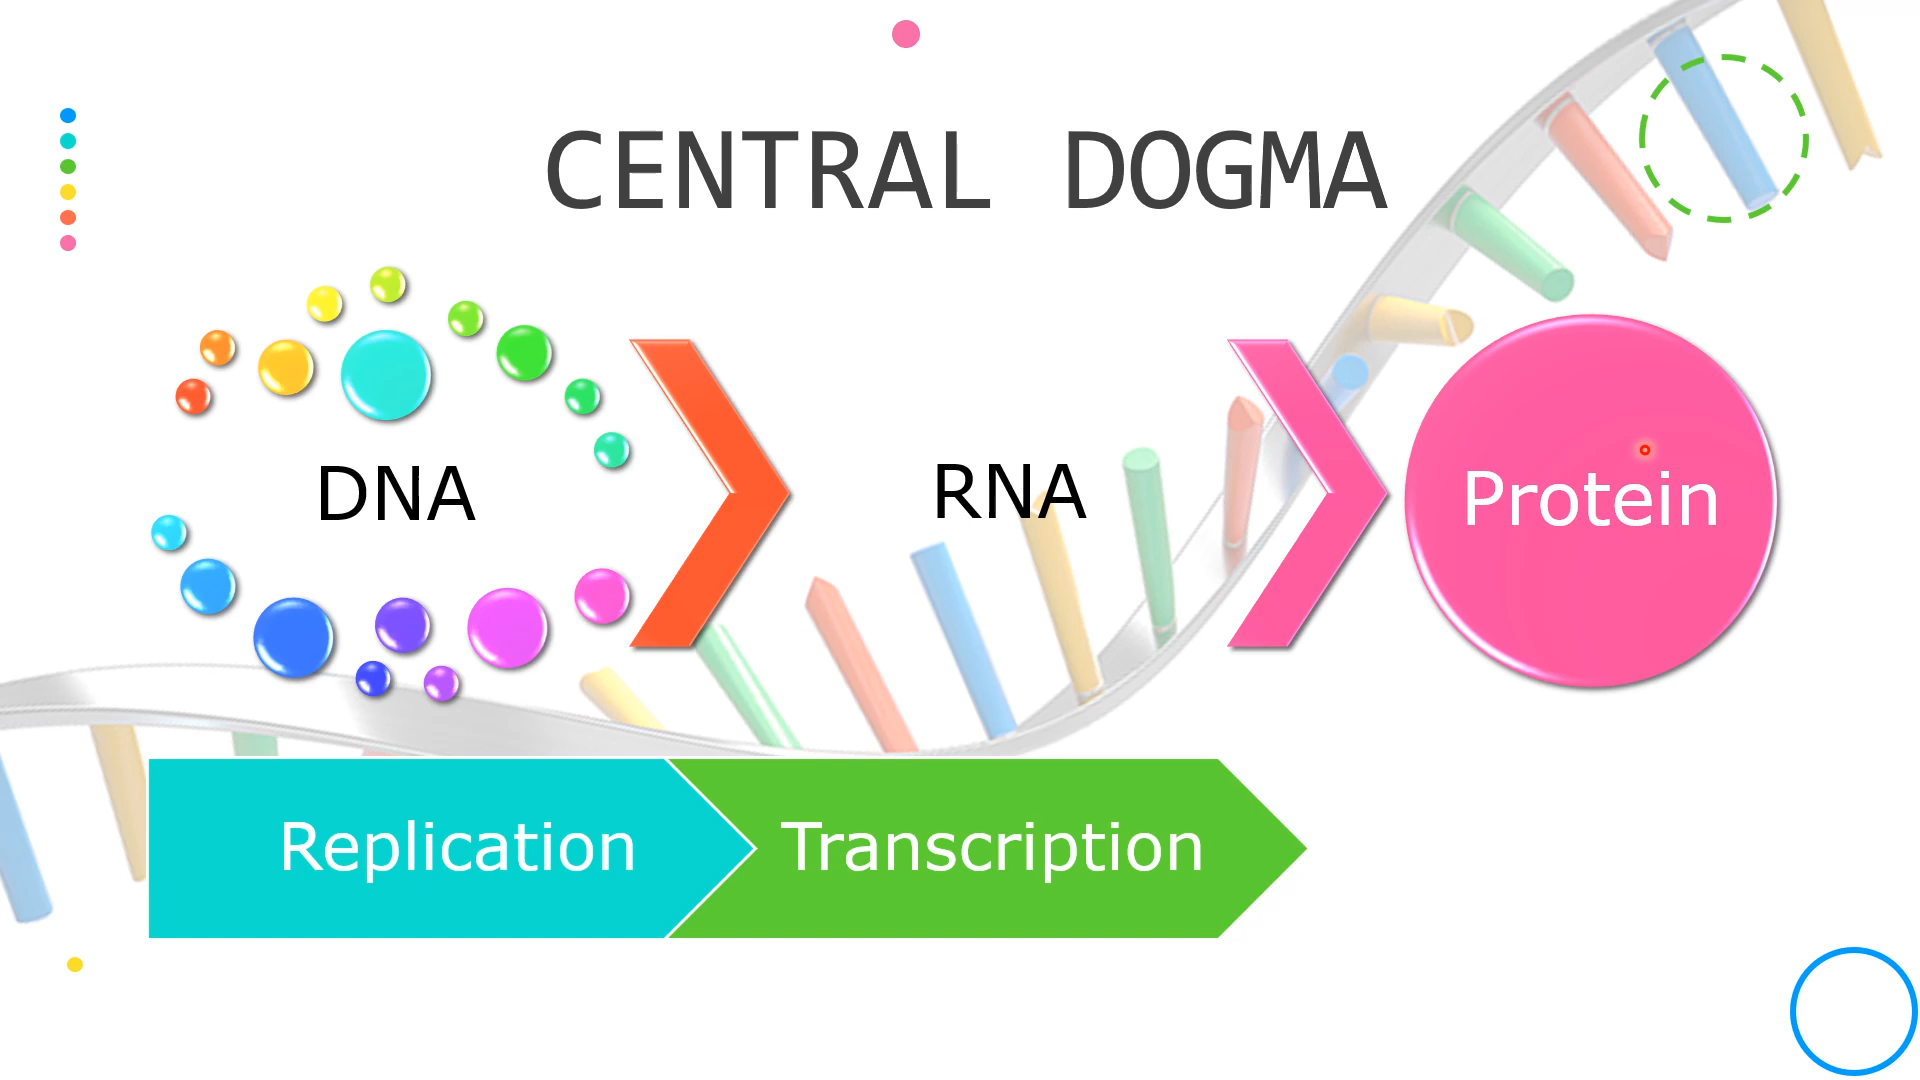 CENTRAL DOGMA
DNA
RNA
Protein
Replication
Transcription